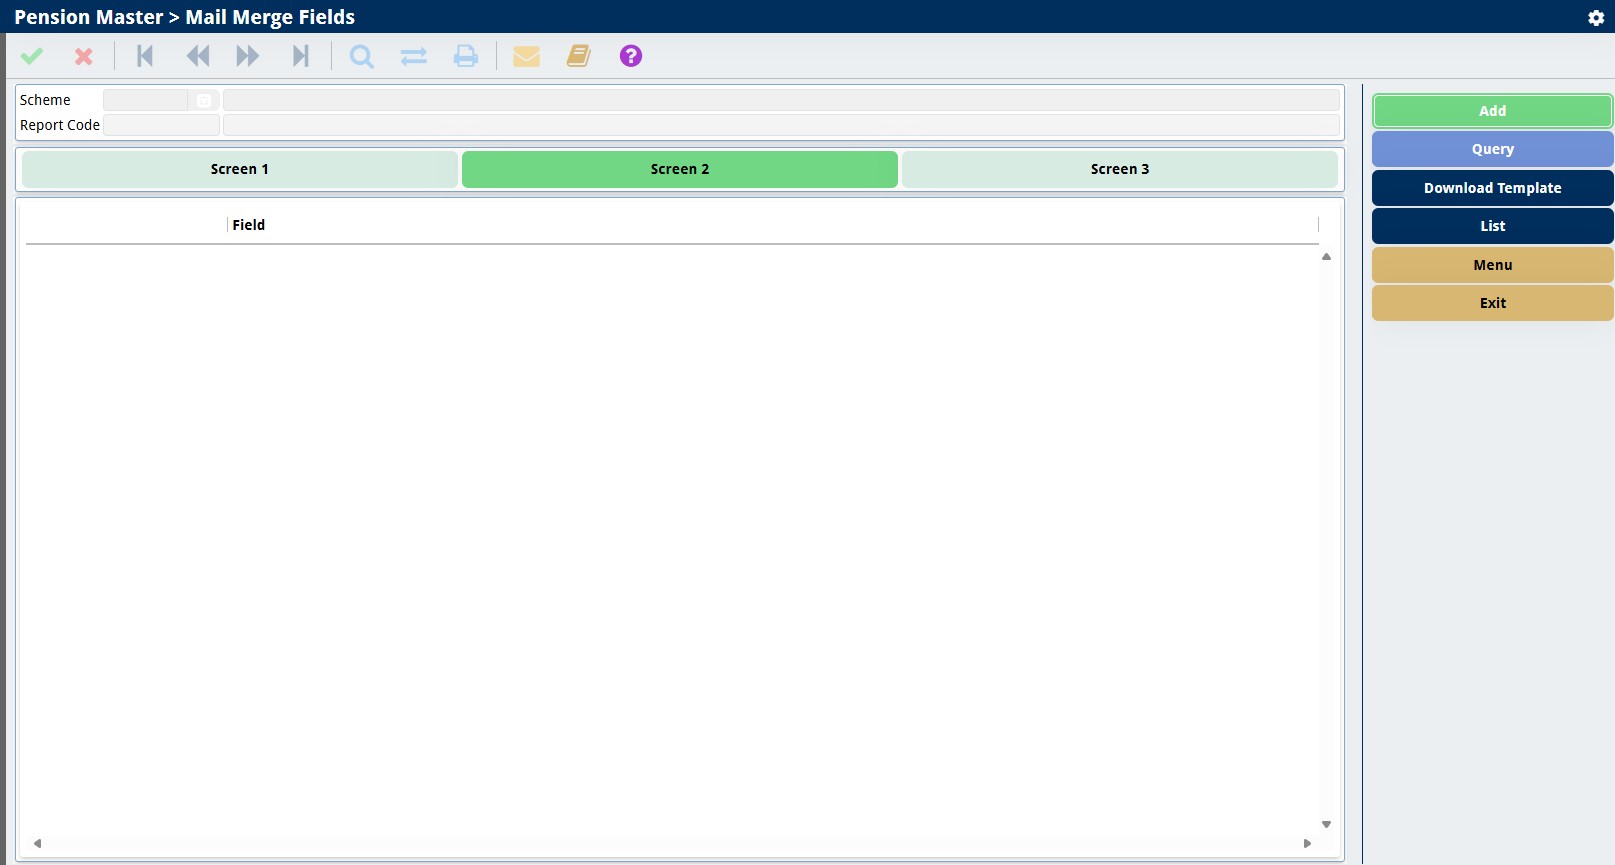 Pension Master > Mail Merge Fields
?
Scheme
Report Code
Screen 1 Screen 2 Screen 3
Field
Add
Query
Download Template
List
Menu
Exit